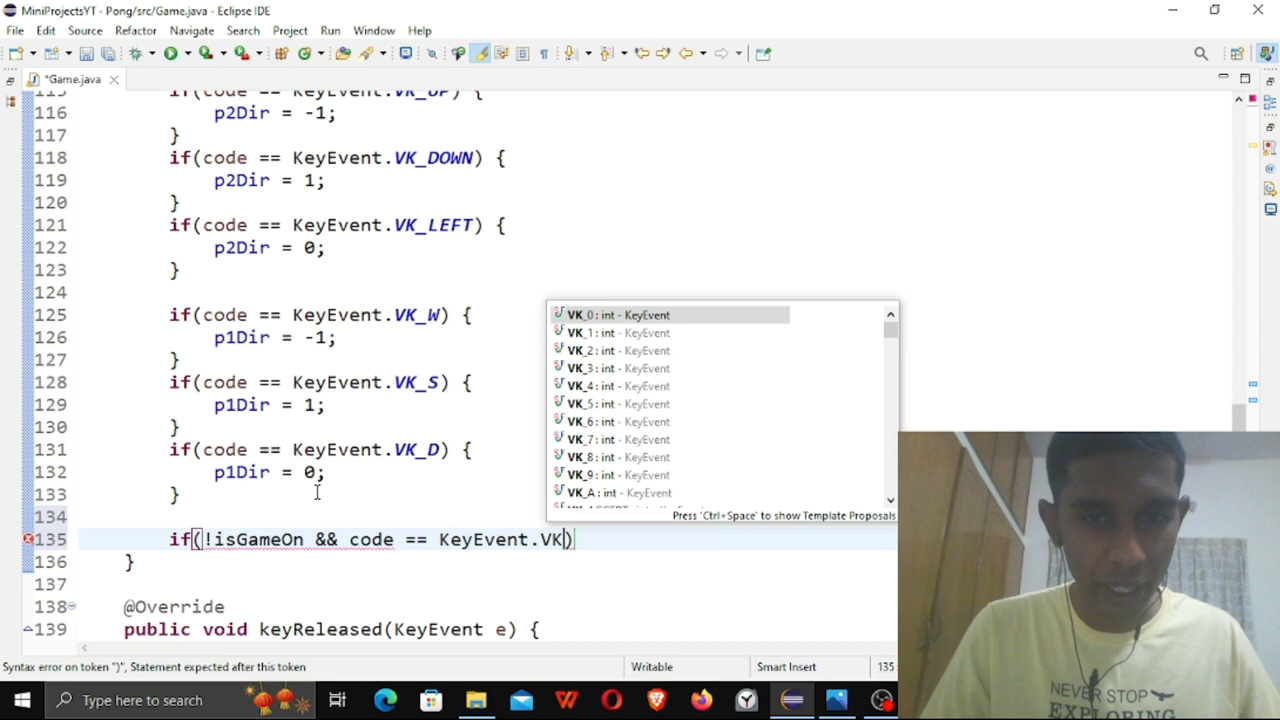 MiniProjectsYT - Pong/src/Game.java - Eclipse IDE
File Edit Source Refactor Navigate Search Project Run Window Help
*Game.java
115 if(code == KeyEvent.VK_UP) {
116 p2Dir = -1;
117 }
118 if(code == KeyEvent.VK_DOWN) {
119 p2Dir = 1;
120 }
121 if(code == KeyEvent.VK_LEFT) {
122 p2Dir = 0;
123 }
124
125 if(code == KeyEvent.VK_W) {
126 p1Dir = -1;
127 }
128 if(code == KeyEvent.VK_S) {
129 p1Dir = 1;
130 }
131 if(code == KeyEvent.VK_D) {
132 p1Dir = 0;
133 }
134
135 if(!isGameOn && code == KeyEvent.VK)
136 }
137
138 @Override
139 public void keyReleased(KeyEvent e) {
VK_0 : int - KeyEvent
VK_1 : int - KeyEvent
VK_2 : int - KeyEvent
VK_3 : int - KeyEvent
VK_4 : int - KeyEvent
VK_5 : int - KeyEvent
VK_6 : int - KeyEvent
VK_7 : int - KeyEvent
VK_8 : int - KeyEvent
VK_9 : int - KeyEvent
VK_A : int - KeyEvent
Press 'Ctrl+Space' to show Template Proposals
NEVER STOP
EXPLORING
Syntax error on token ")", Statement expected after this token
Writable
Smart Insert
135
Type here to search